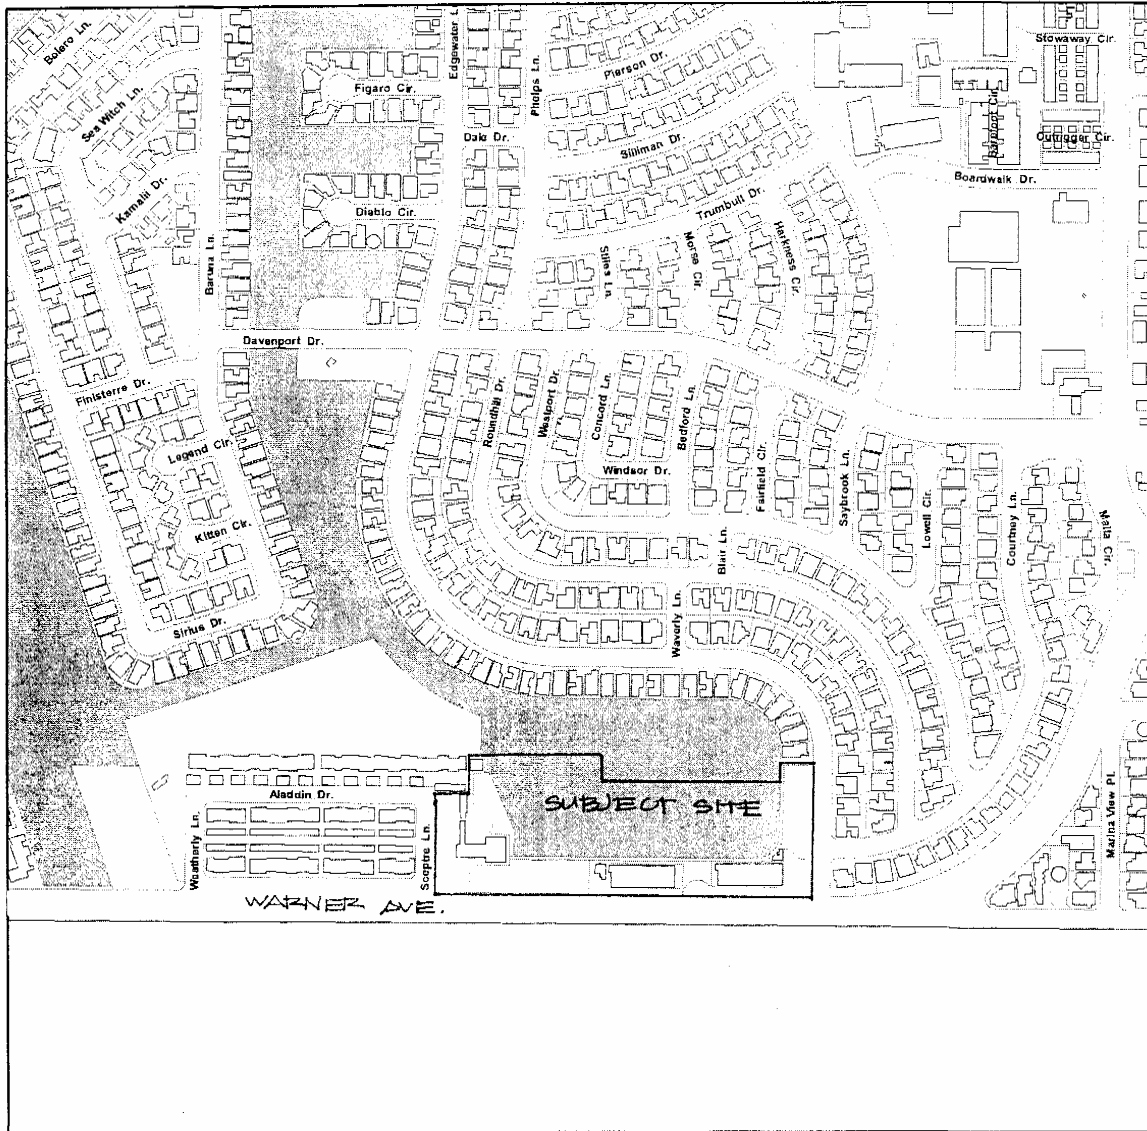 Bolero Ln.
Sea Witch Ln.
Kamalii Dr.
Baruna Ln.
Figaro Cir.
Diablo Cir.
Edgewater L
Phelps Ln.
Dale Dr.
Pierson Dr.
Silliman Dr.
Trumbull Dr.
Stiles Ln.
Morse Cir.
Harkness Cir.
Stowaway Cir.
Barefoot Cir.
Outrigger Cir.
Boardwalk Dr.
Davenport Dr.
Finisterre Dr.
Legend Cir.
Kitten Cir.
Sirius Dr.
Roundhill Dr.
Westport Dr.
Concord Ln.
Bedford Ln.
Windsor Dr.
Fairfield Cir.
Saybrook Ln.
Lowell Cir.
Courtney Ln.
Malta Cir.
Blair Ln.
Waverly Ln.
Aladdin Dr.
Weatherly Ln.
Sceptre Ln.
SUBJECT SITE
Marina View Pl.
WARNER AVE.